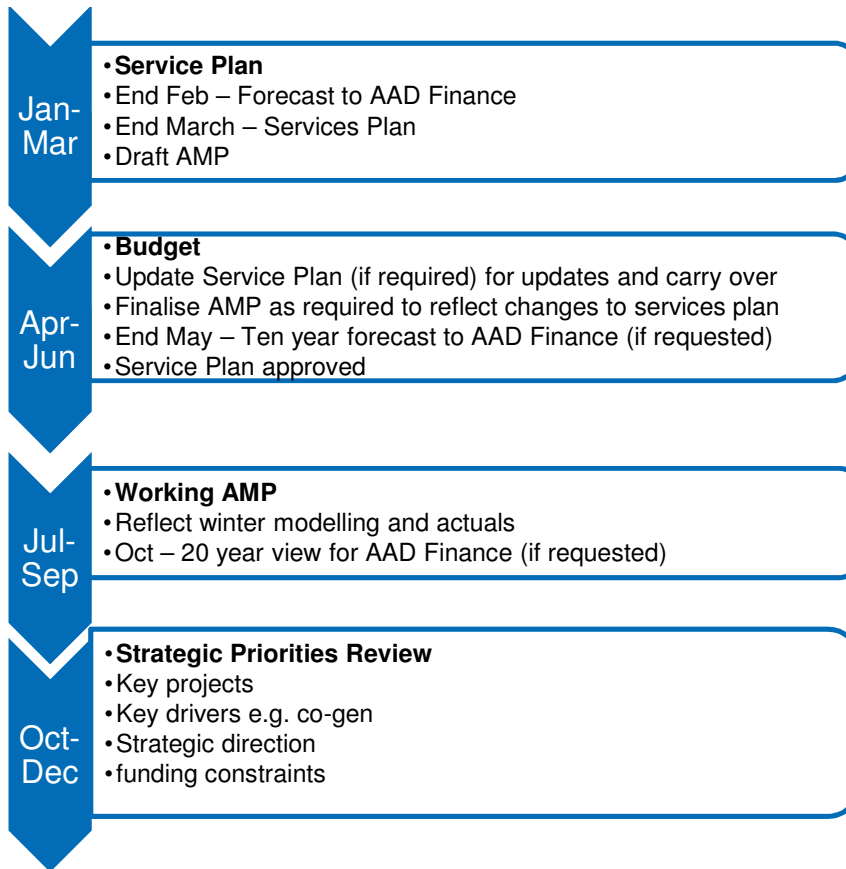 Jan-
Mar
•Service Plan
•End Feb – Forecast to AAD Finance
•End March – Services Plan
•Draft AMP
Apr-
Jun
•Budget
•Update Service Plan (if required) for updates and carry over
•Finalise AMP as required to reflect changes to services plan
•End May – Ten year forecast to AAD Finance (if requested)
•Service Plan approved
Jul-
Sep
•Working AMP
•Reflect winter modelling and actuals
•Oct – 20 year view for AAD Finance (if requested)
Oct-
Dec
•Strategic Priorities Review
•Key projects
•Key drivers e.g. co-gen
•Strategic direction
•funding constraints